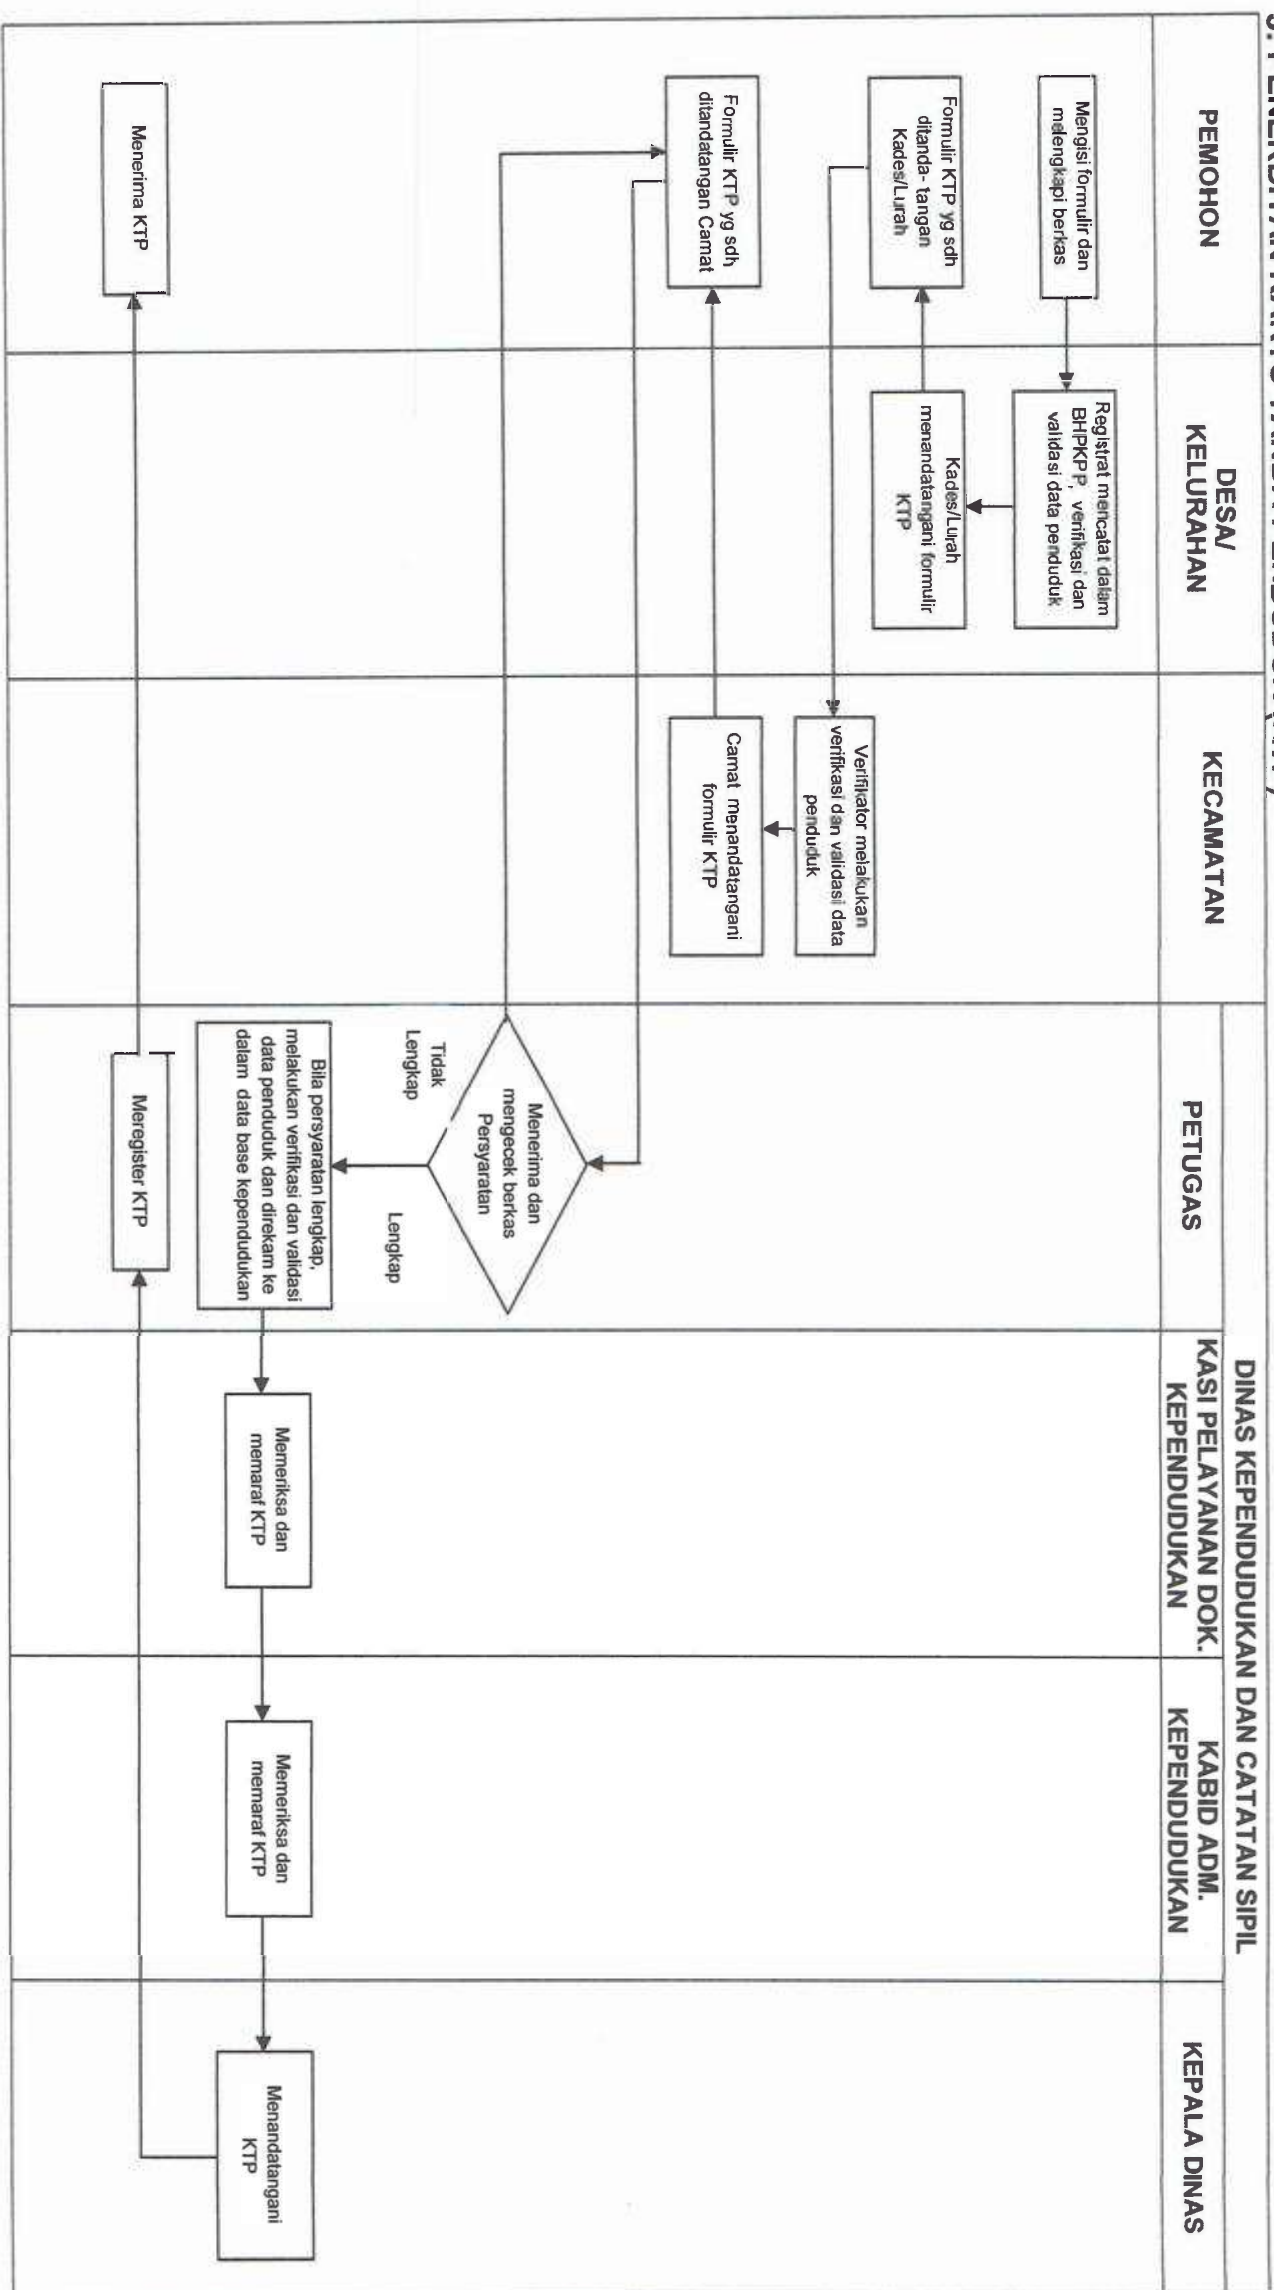 PEMOHON
DESA/
KELURAHAN
KECAMATAN
DINAS KEPENDUDUKAN DAN CATATAN SIPIL
PETUGAS
KASI PELAYANAN DOK.
KEPENDUDUKAN
KABID ADM.
KEPENDUDUKAN
KEPALA DINAS
Mengisi formulir dan
melengkapi berkas
Registrat mencatat dalam
BHPKPP, verifikasi dan
validasi data penduduk
Formulir KTP yg sdh
ditanda- tangan
Kades/Lurah
Kades/Lurah
menandatangani formulir
KTP
Verifikator melakukan
verifikasi dan validasi data
penduduk
Formulir KTP yg sdh
ditandatangan Camat
Camat menandatangani
formulir KTP
Menerima dan
mengecek berkas
Persyaratan
Tidak
Lengkap
Lengkap
Bila persyaratan lengkap,
melakukan verifikasi dan validasi
data penduduk dan direkam ke
dalam data base kependudukan
Memeriksa dan
memaraf KTP
Memeriksa dan
memaraf KTP
Menandatangani
KTP
Menerima KTP
Meregister KTP